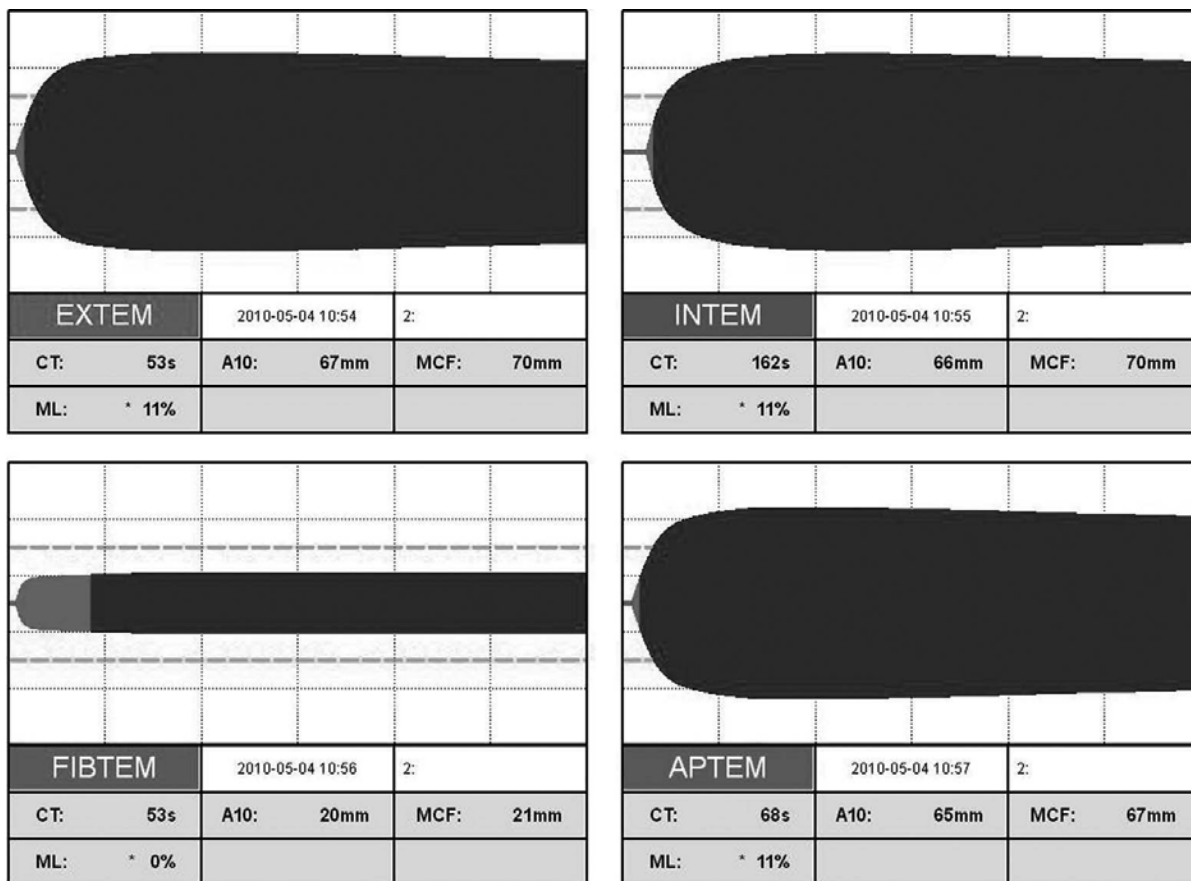 EXTEM 2010-05-04 10:54 2:
CT: 53s A10: 67mm MCF: 70mm
ML: * 11%
INTEM 2010-05-04 10:55 2:
CT: 162s A10: 66mm MCF: 70mm
ML: * 11%
FIBTEM 2010-05-04 10:56 2:
CT: 53s A10: 20mm MCF: 21mm
ML: * 0%
APTEM 2010-05-04 10:57 2:
CT: 68s A10: 65mm MCF: 67mm
ML: * 11%